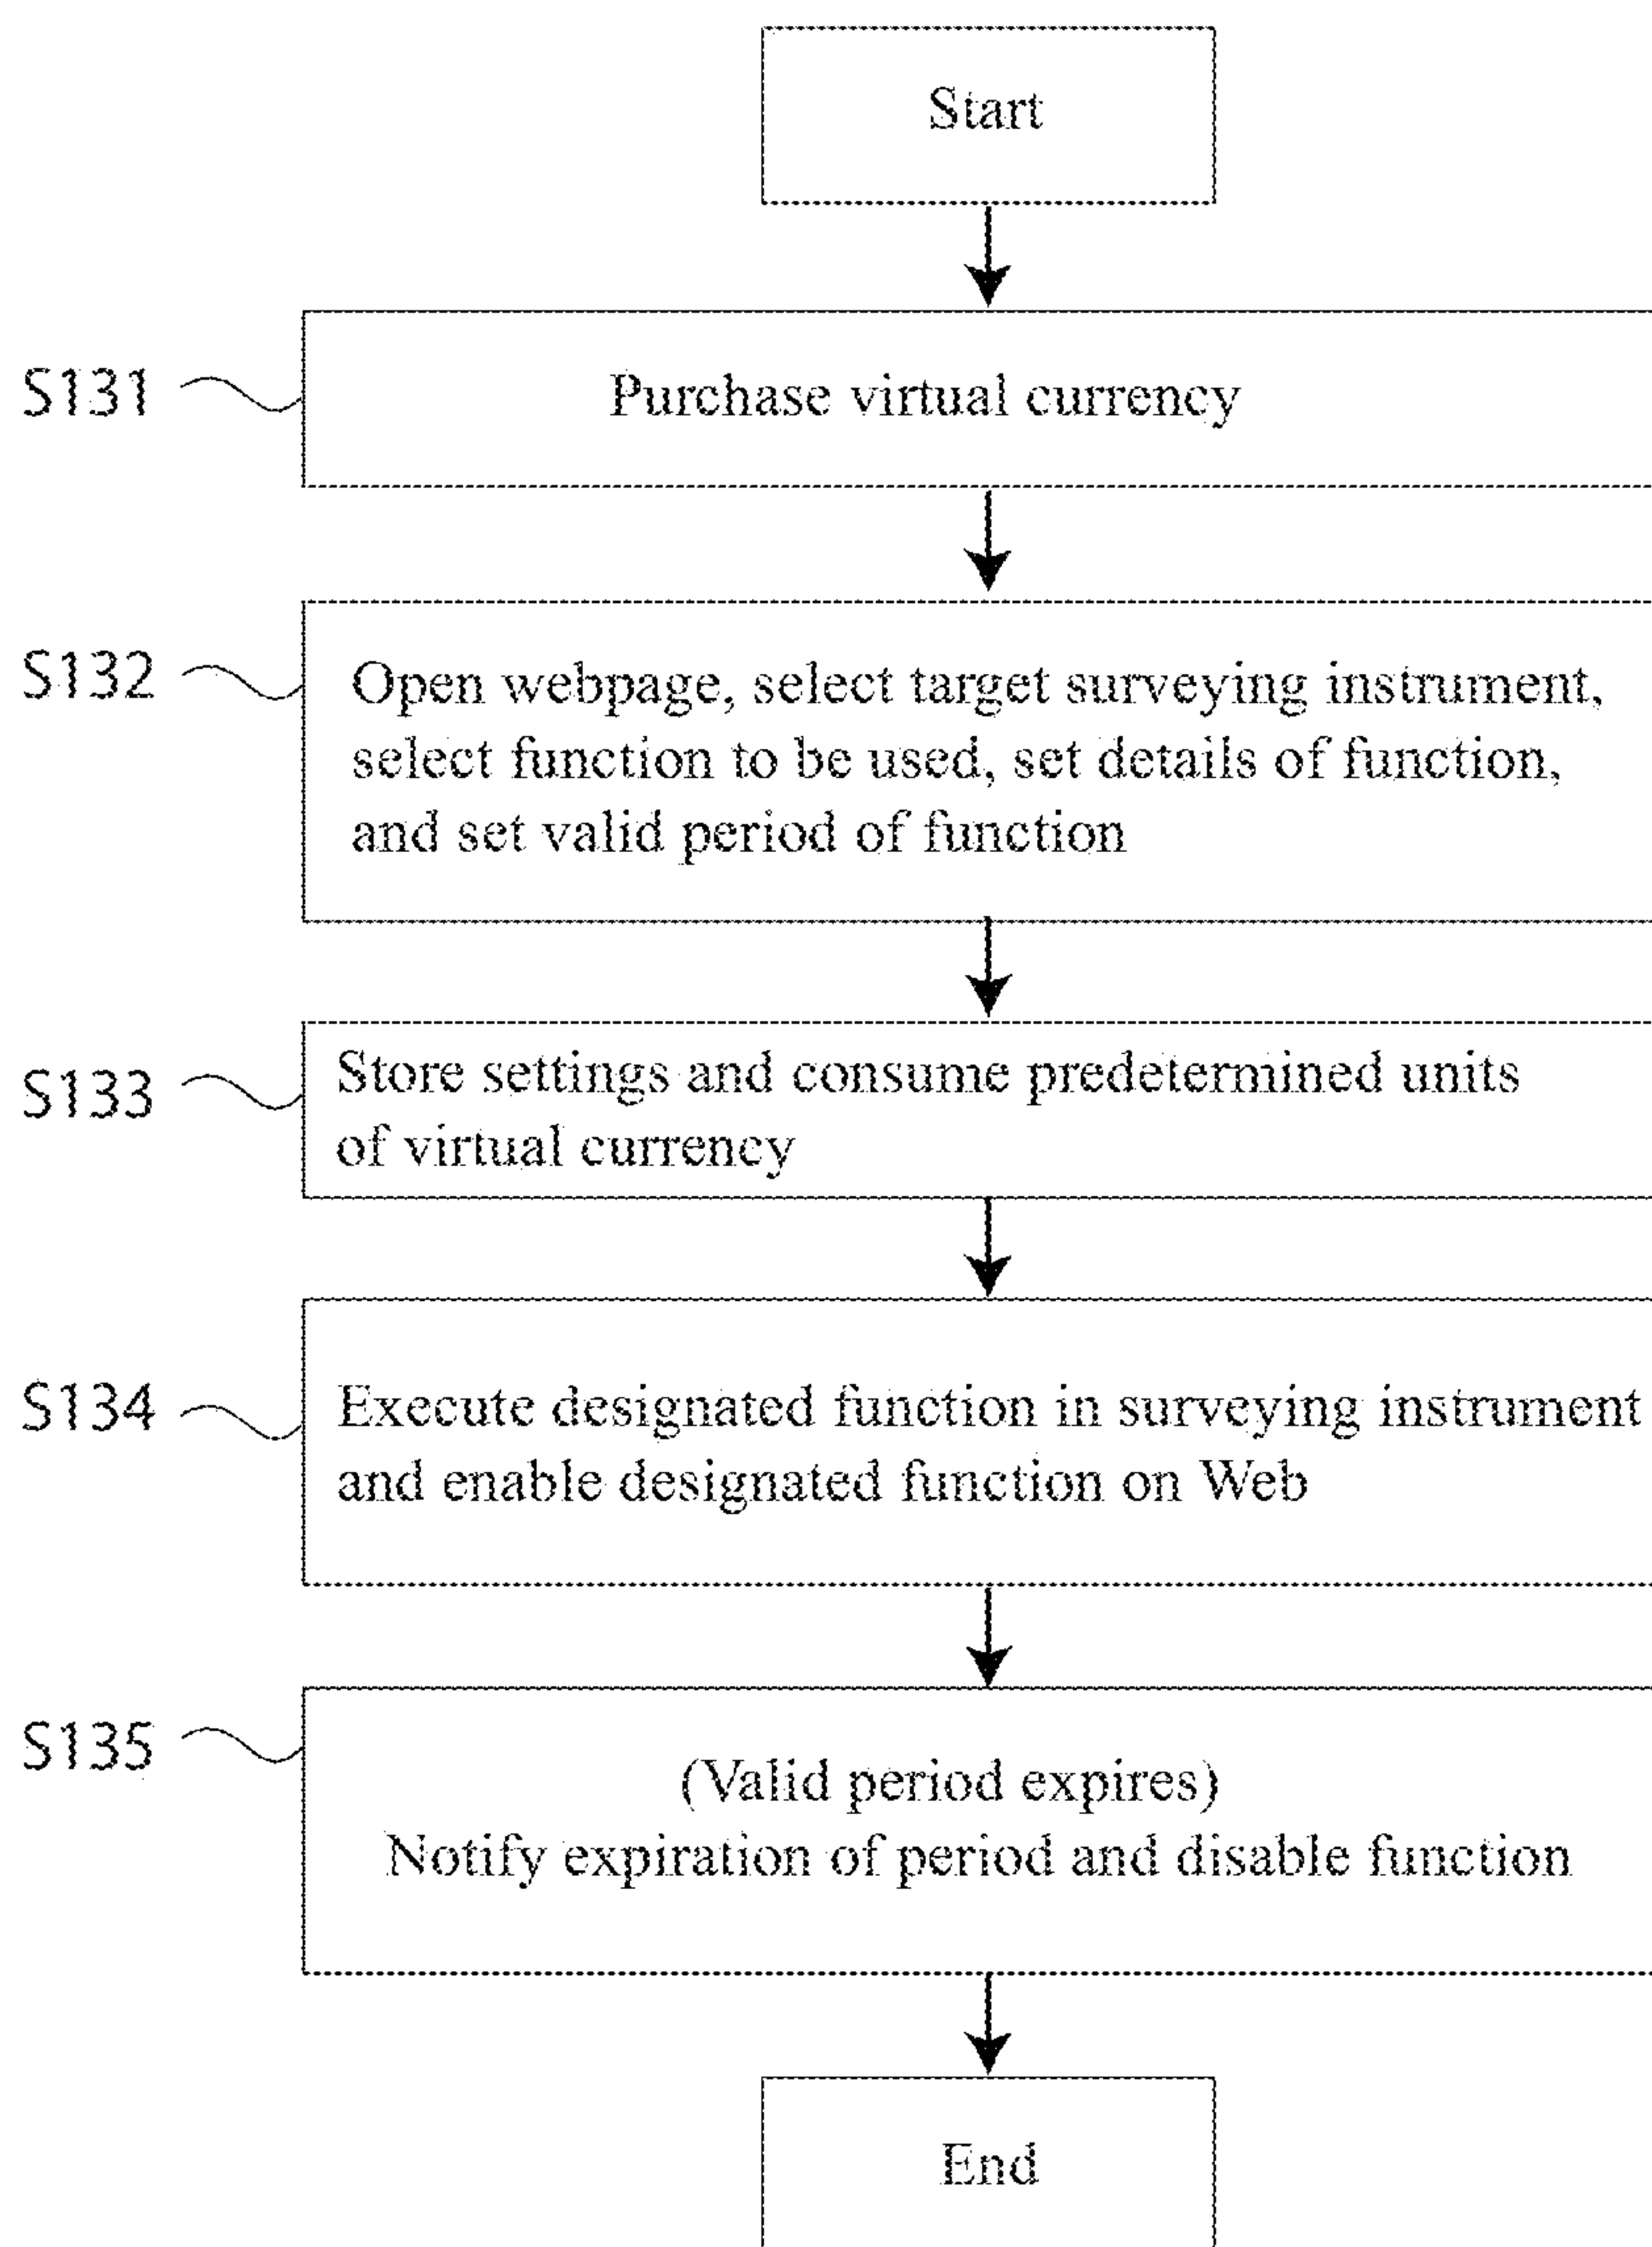 Start
S131
Purchase virtual currency
S132
Open webpage, select target surveying instrument,
select function to be used, set details of function,
and set valid period of function
S133
Store settings and consume predetermined units
of virtual currency
S134
Execute designated function in surveying instrument
and enable designated function on Web
S135
(Valid period expires)
Notify expiration of period and disable function
End